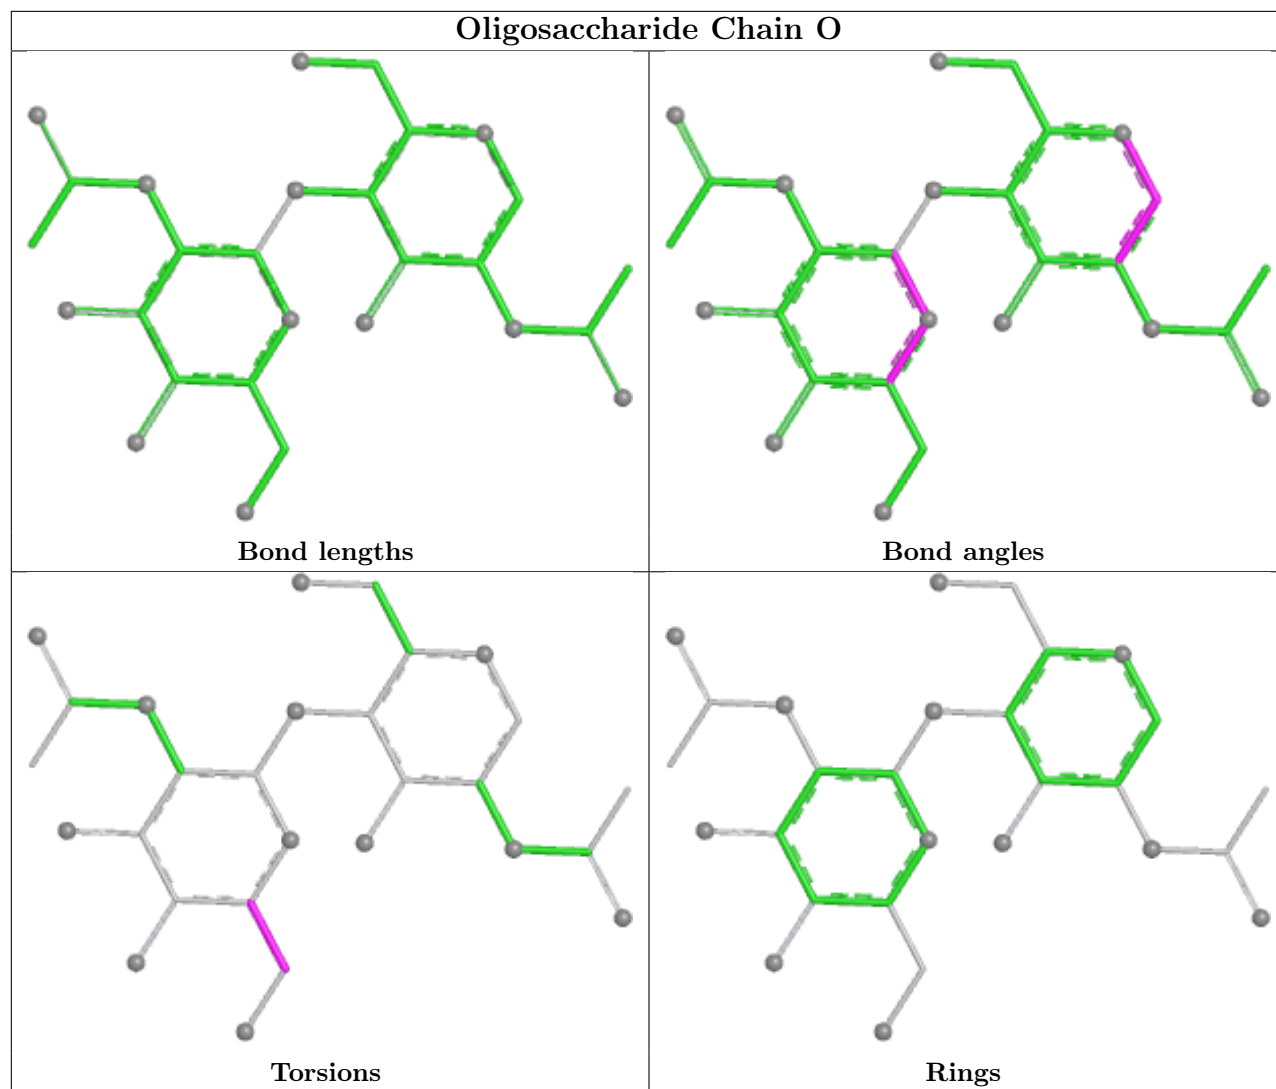 Oligosaccharide Chain O
Bond lengths
Bond angles
Torsions
Rings